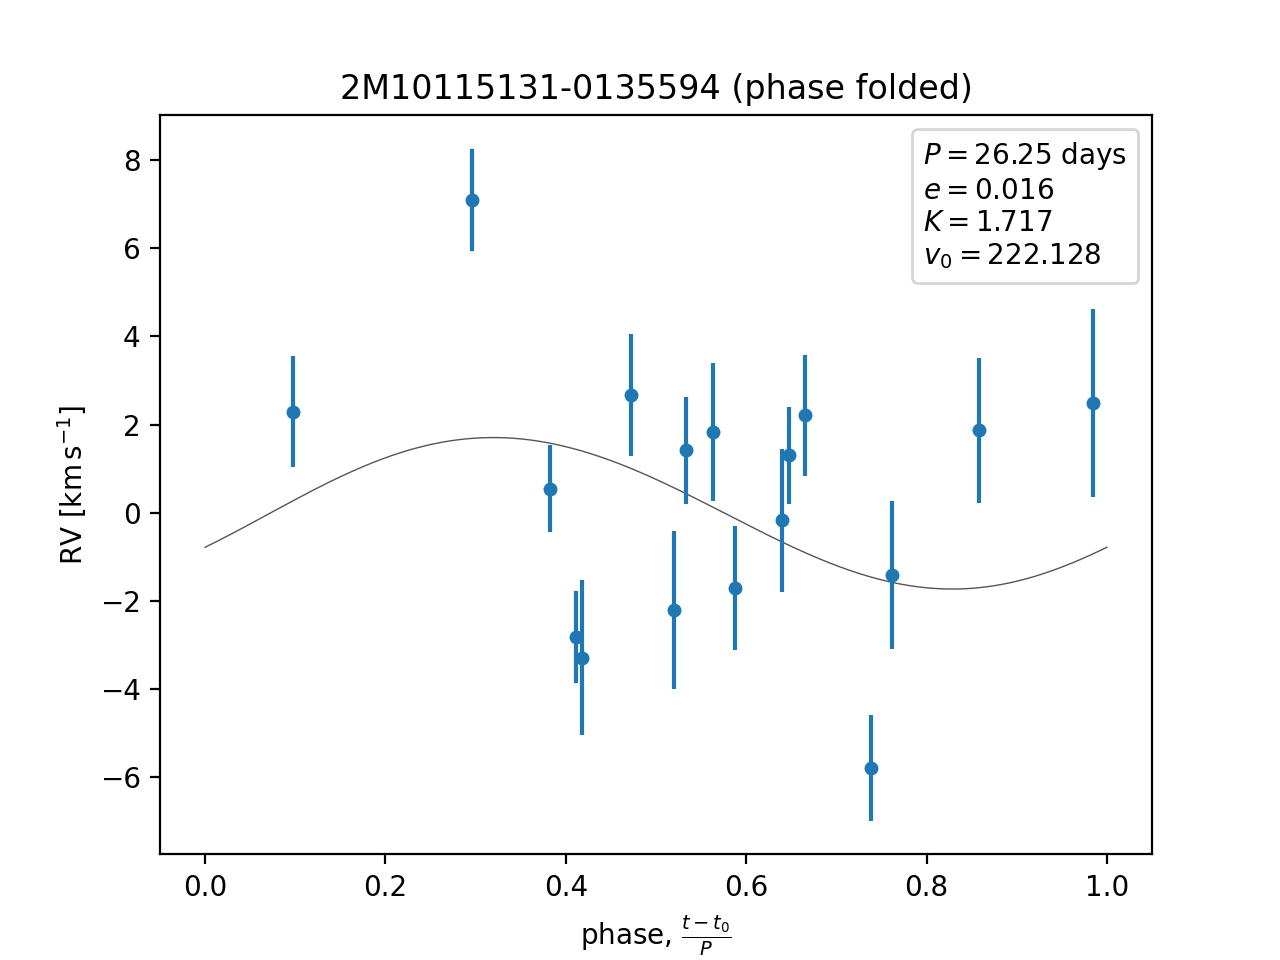 2M10115131-0135594 (phase folded)
P = 26.25 days
e = 0.016
K = 1.717
v₀ = 222.128
8
6
4
2
0
−2
−4
−6
RV [km s⁻¹]
0.0 0.2 0.4 0.6 0.8 1.0
phase, (t − t₀)/P